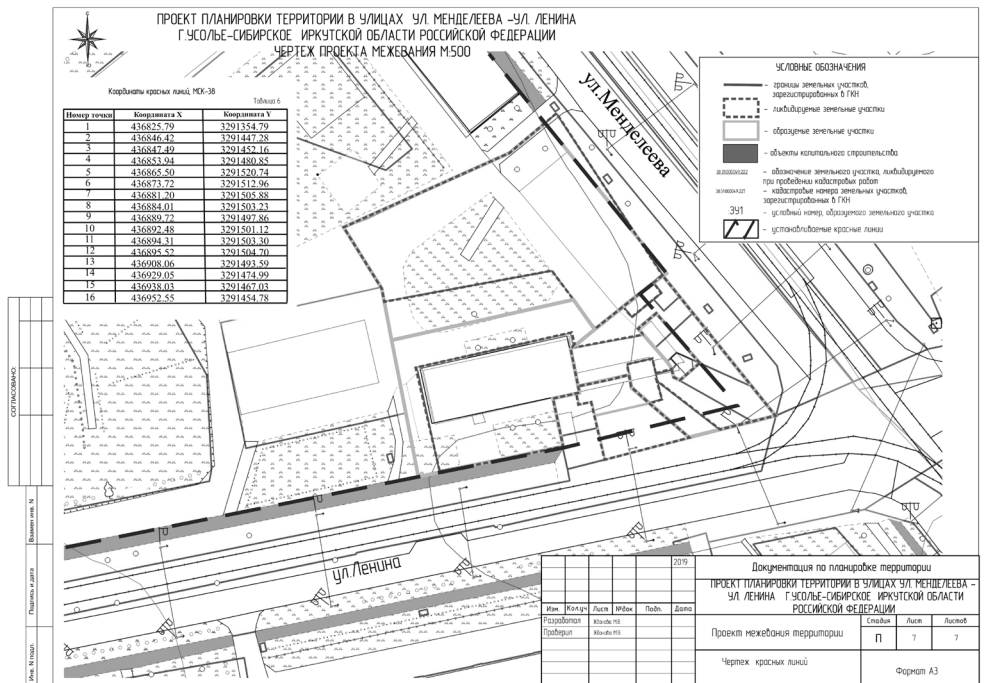 ПРОЕКТ ПЛАНИРОВКИ ТЕРРИТОРИИ В УЛИЦАХ УЛ. МЕНДЕЛЕЕВА -УЛ. ЛЕНИНА
Г.УСОЛЬЕ-СИБИРСКОЕ ИРКУТСКОЙ ОБЛАСТИ РОССИЙСКОЙ ФЕДЕРАЦИИ
ЧЕРТЕЖ ПРОЕКТА МЕЖЕВАНИЯ М:500
С
Ю
Координаты красных линий, МСК-38
Таблица 6
Номер точки Координата X Координата Y
1 436825.79 3291354.79
2 436846.42 3291447.28
3 436847.49 3291452.16
4 436853.94 3291480.85
5 436865.50 3291520.74
6 436873.72 3291512.96
7 436881.20 3291505.88
8 436884.01 3291503.23
9 436889.72 3291497.86
10 436892.48 3291501.12
11 436894.31 3291503.30
12 436895.52 3291504.70
13 436908.06 3291493.59
14 436929.05 3291474.99
15 436938.03 3291467.03
16 436952.55 3291454.78
УСЛОВНЫЕ ОБОЗНАЧЕНИЯ
- границы земельных участков,
зарегистрированных в ГКН
- ликвидируемые земельные участки
- образуемые земельные участки
- объекты капитального строительства
- обозначение земельного участка, ликвидируемого
при проведении кадастровых работ
- кадастровые номера земельных участков,
зарегистрированных в ГКН
ЗУ1 - условный номер, образуемого земельного участка
- устанавливаемые красные линии
ул.Менделеева
ул.Ленина
СОГЛАСОВАНО:
Взамен инв. N
Подпись и дата
Инв. N подл.
2019
Изм. Кол.уч Лист №док Подп. Дата
Разработал
Проверил
Документация по планировке территории
ПРОЕКТ ПЛАНИРОВКИ ТЕРРИТОРИИ В УЛИЦАХ УЛ. МЕНДЕЛЕЕВА -
УЛ. ЛЕНИНА Г.УСОЛЬЕ-СИБИРСКОЕ ИРКУТСКОЙ ОБЛАСТИ
РОССИЙСКОЙ ФЕДЕРАЦИИ
Проект межевания территории
Стадия Лист Листов
П 7 7
Чертеж красных линий
Формат А3